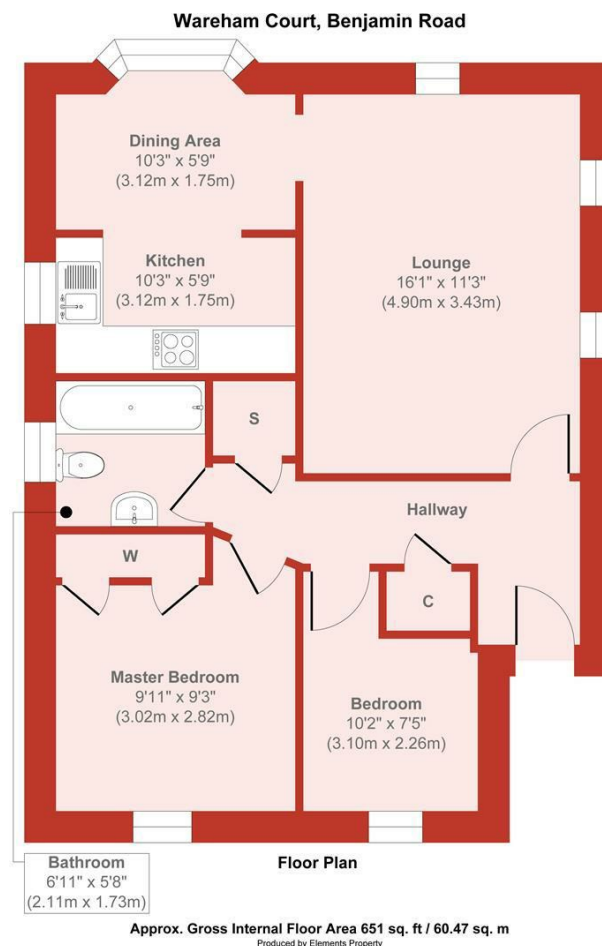 Wareham Court, Benjamin Road
Dining Area
10'3" x 5'9"
(3.12m x 1.75m)
Kitchen
10'3" x 5'9"
(3.12m x 1.75m)
Lounge
16'1" x 11'3"
(4.90m x 3.43m)
S
Hallway
W
C
Master Bedroom
9'11" x 9'3"
(3.02m x 2.82m)
Bedroom
10'2" x 7'5"
(3.10m x 2.26m)
Bathroom
6'11" x 5'8"
(2.11m x 1.73m)
Floor Plan
Approx. Gross Internal Floor Area 651 sq. ft / 60.47 sq. m
Produced by Elements Property